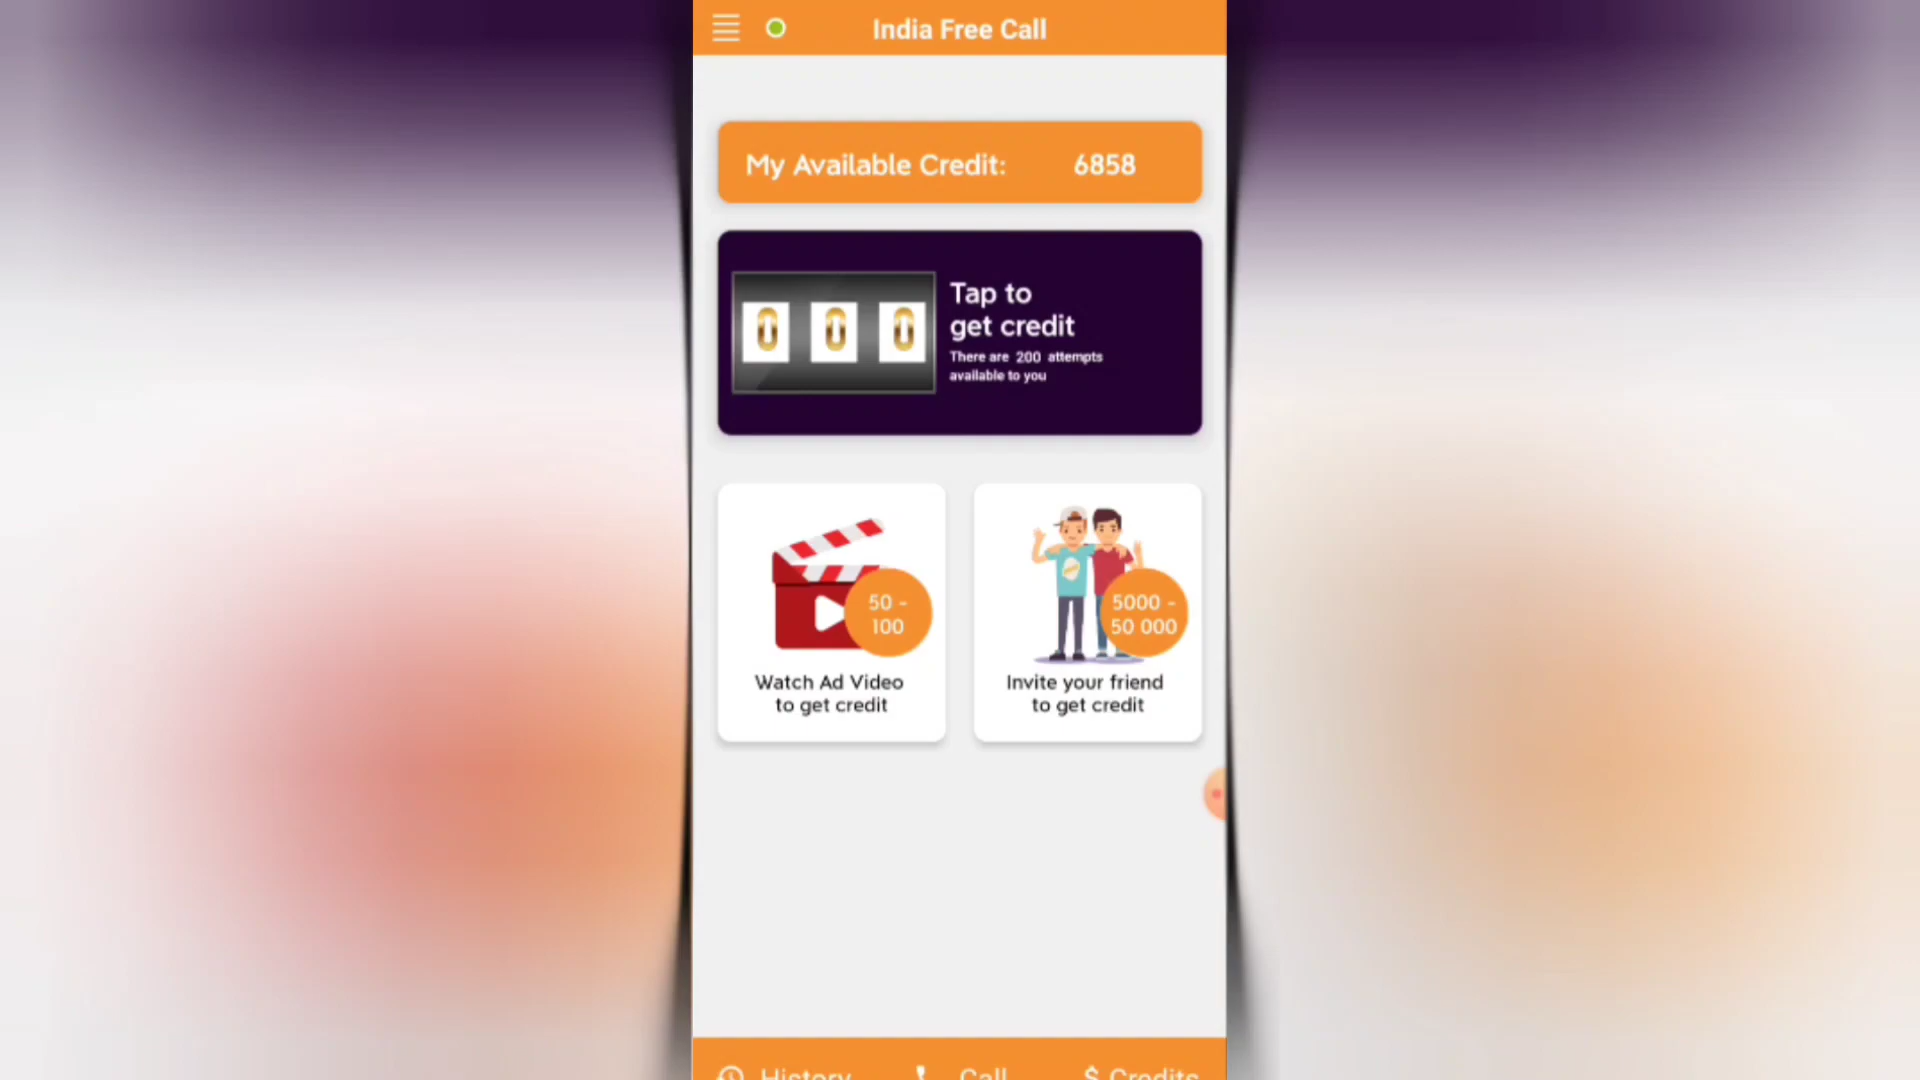 India Free Call
My Available Credit: 6858
0 0 0
Tap to
get credit
There are 200 attempts
available to you
50 -
100
Watch Ad Video
to get credit
5000 -
50 000
Invite your friend
to get credit
History Call $ Credits